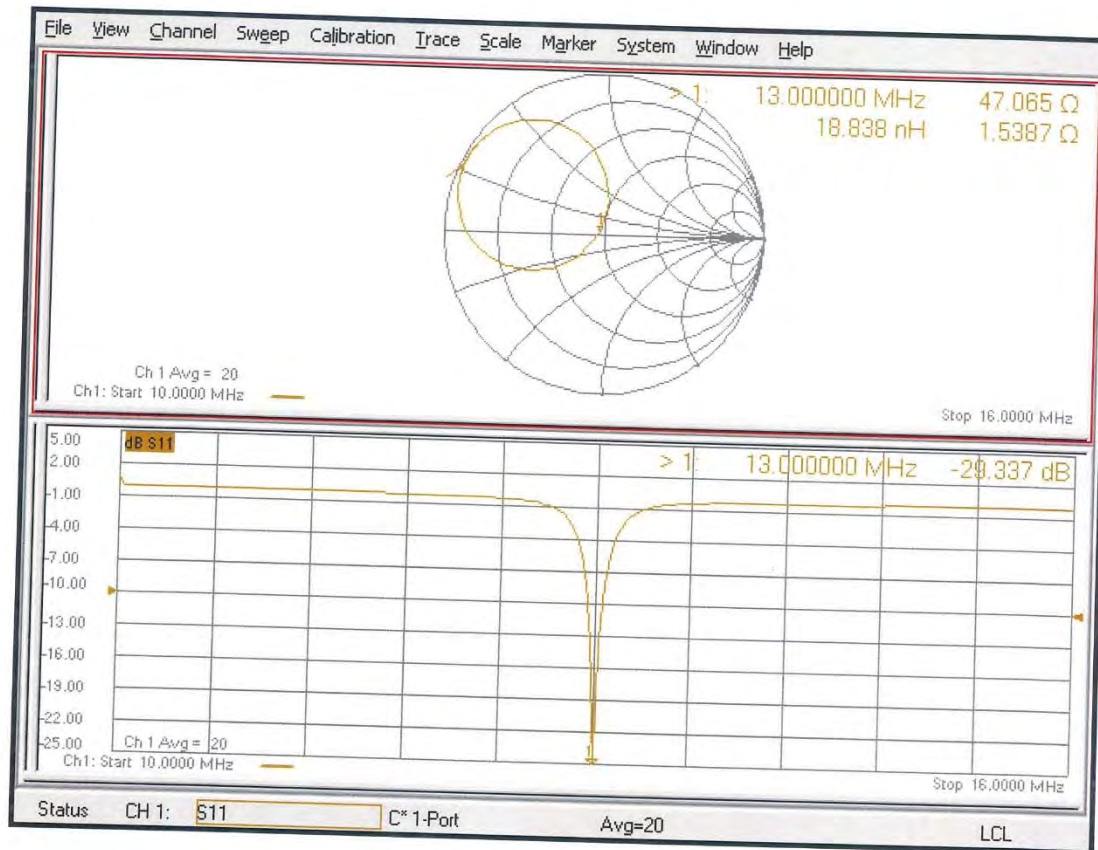 File View Channel Sweep Calibration Trace Scale Marker System Window Help
> 1: 13.000000 MHz 47.065 Ω
18.838 nH 1.5387 Ω
1
Ch 1 Avg = 20
Ch1: Start 10.0000 MHz
Stop 16.0000 MHz
5.00
dB S11
> 1: 13.000000 MHz -29.337 dB
2.00
-1.00
-4.00
-7.00
-10.00
-13.00
-16.00
-19.00
-22.00
-25.00
1
Ch 1 Avg = 20
Ch1: Start 10.0000 MHz
Stop 16.0000 MHz
Status CH 1: S11 C* 1-Port Avg=20 LCL